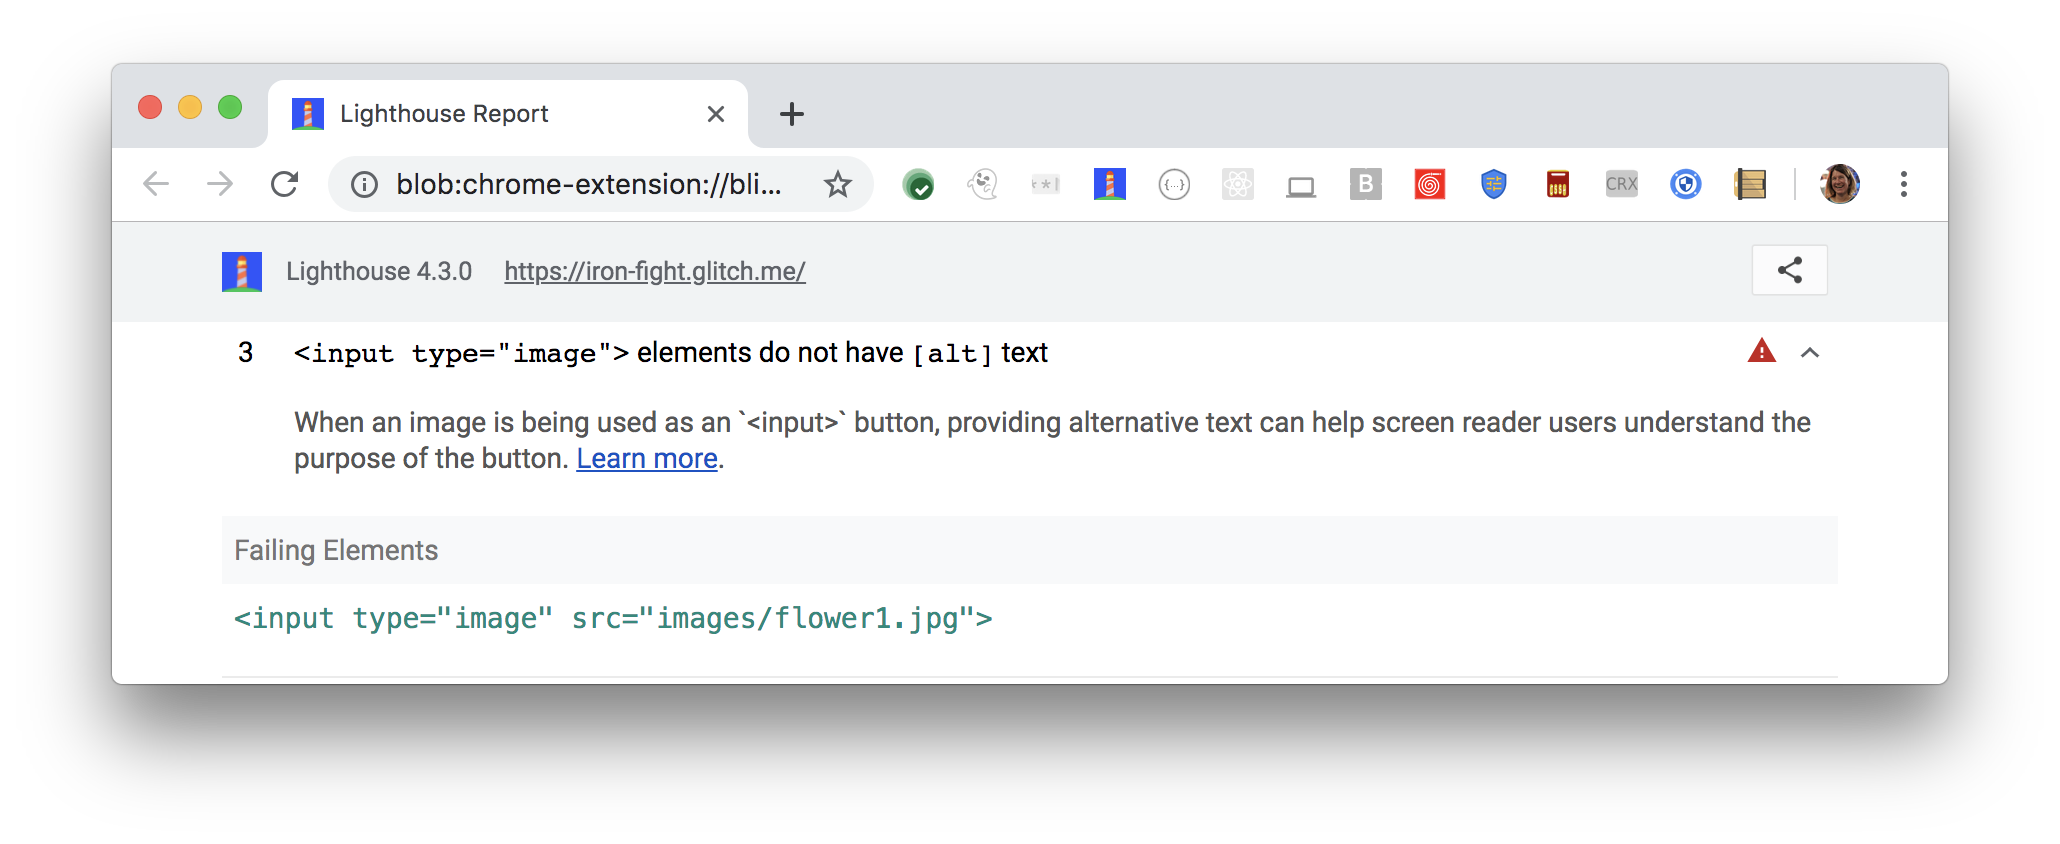 Lighthouse Report
blob:chrome-extension://bli...
{...}
B
CRX
Lighthouse 4.3.0 https://iron-fight.glitch.me/
3 <input type="image"> elements do not have [alt] text
When an image is being used as an `<input>` button, providing alternative text can help screen reader users understand the
purpose of the button. Learn more.
Failing Elements
<input type="image" src="images/flower1.jpg">